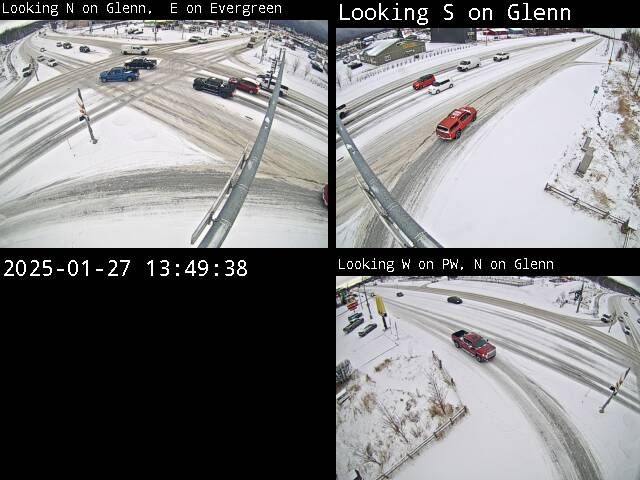 Looking N on Glenn,  E on Evergreen
Looking S on Glenn
2025-01-27 13:49:38
Looking W on PW, N on Glenn